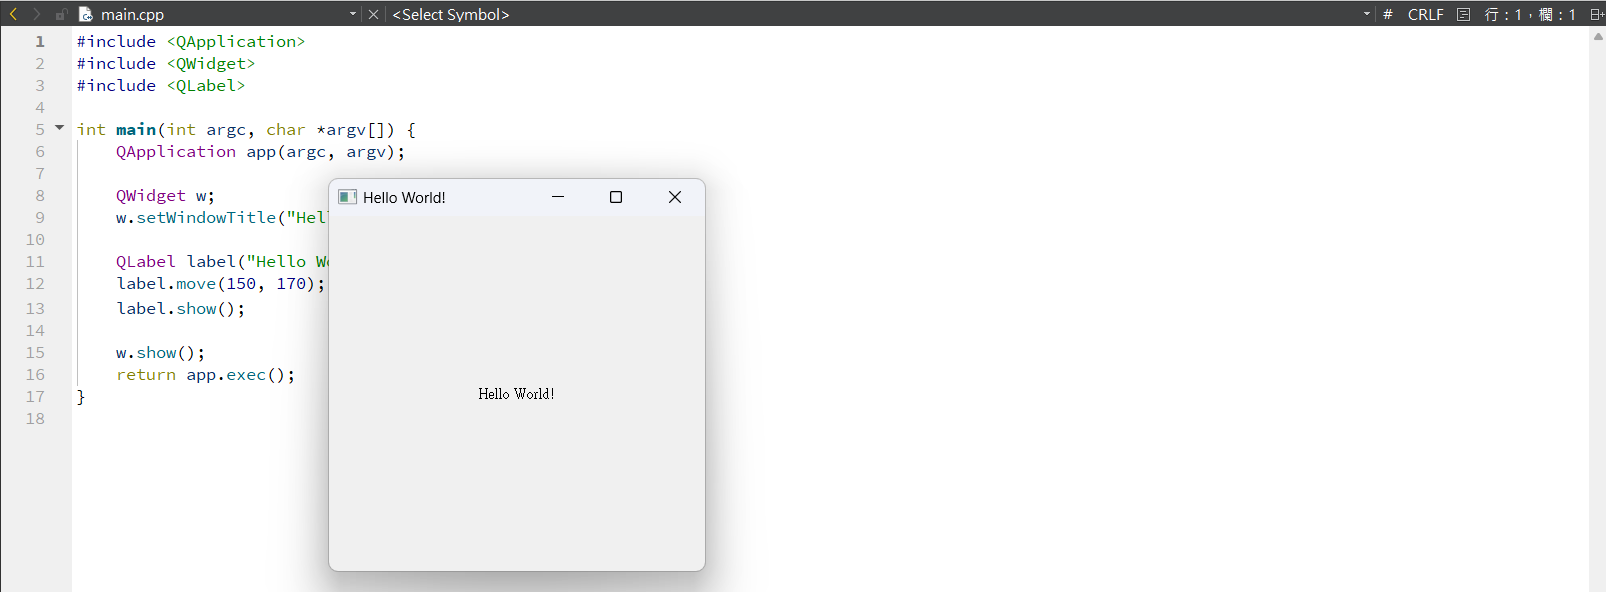 main.cpp <Select Symbol> # CRLF 行：1，欄：1
1 #include <QApplication>
2 #include <QWidget>
3 #include <QLabel>
4
5 int main(int argc, char *argv[]) {
6 QApplication app(argc, argv);
7
8 QWidget w;
9 w.setWindowTitle("Hel
10
11 QLabel label("Hello Wo
12 label.move(150, 170);
13 label.show();
14
15 w.show();
16 return app.exec();
17 }
18
Hello World!
Hello World!